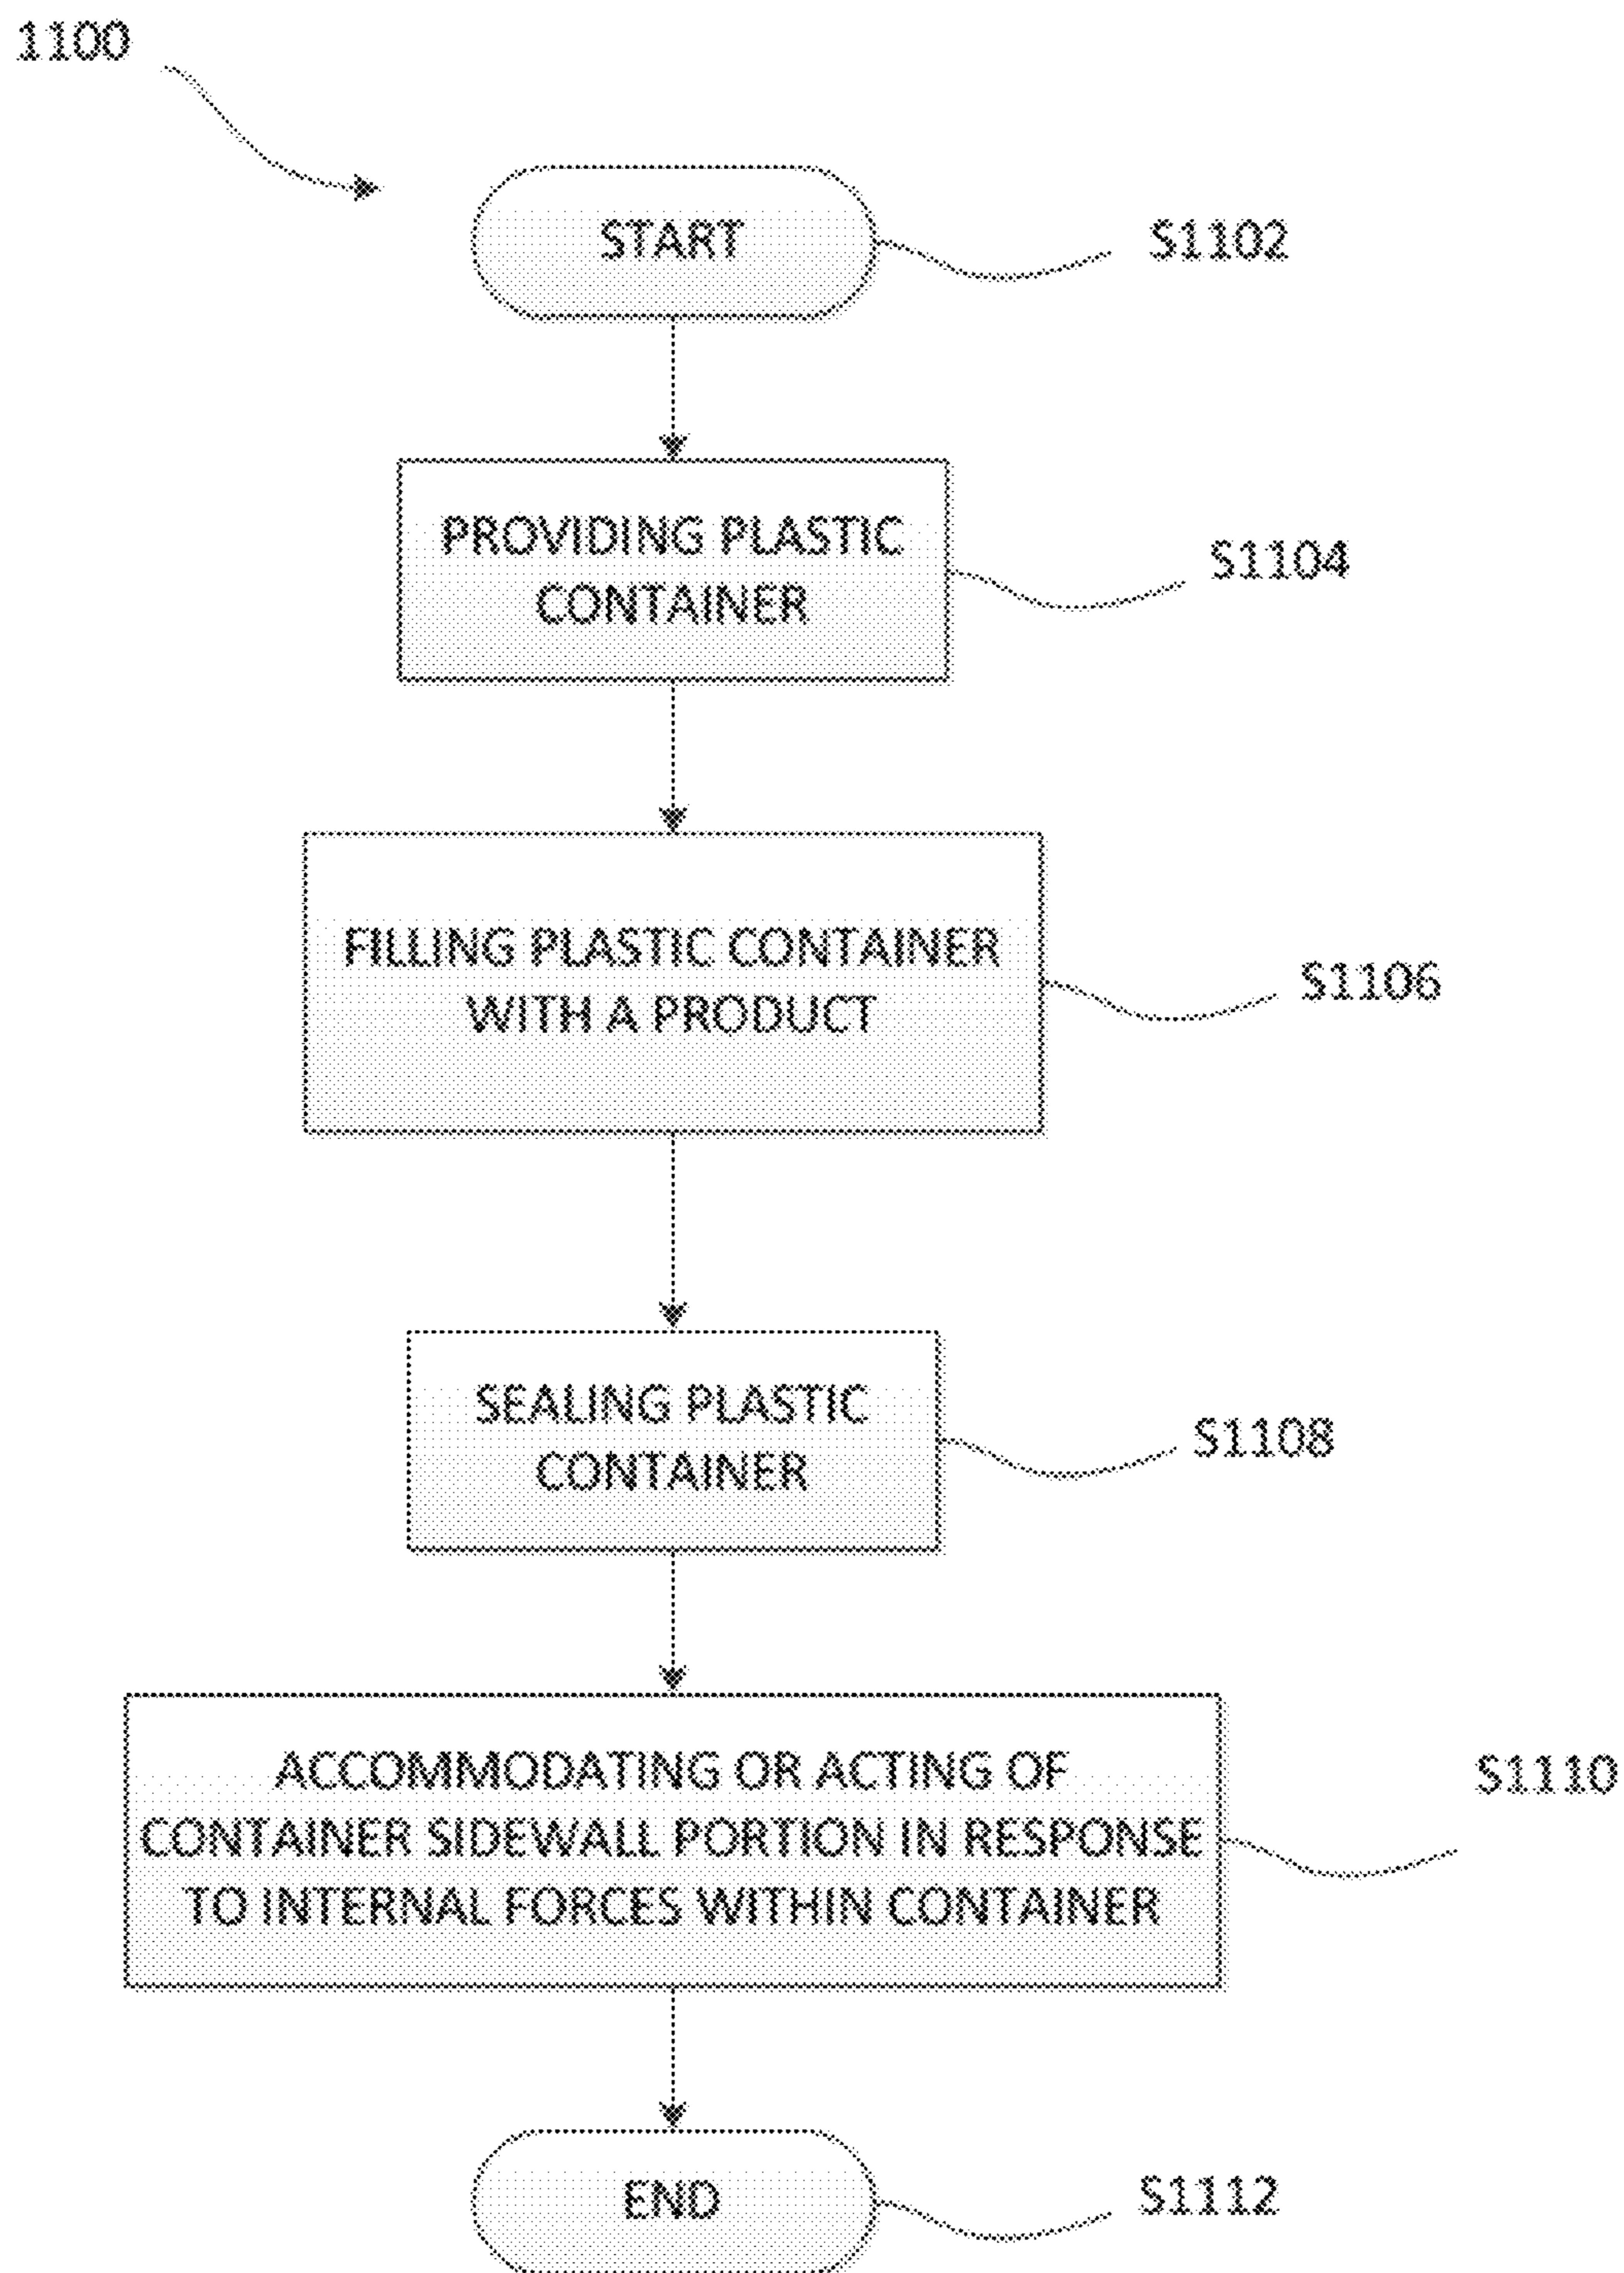 1100
START
S1102
PROVIDING PLASTIC
CONTAINER
S1104
FILLING PLASTIC CONTAINER
WITH A PRODUCT
S1106
SEALING PLASTIC
CONTAINER
S1108
ACCOMMODATING OR ACTING OF
CONTAINER SIDEWALL PORTION IN RESPONSE
TO INTERNAL FORCES WITHIN CONTAINER
S1110
END
S1112